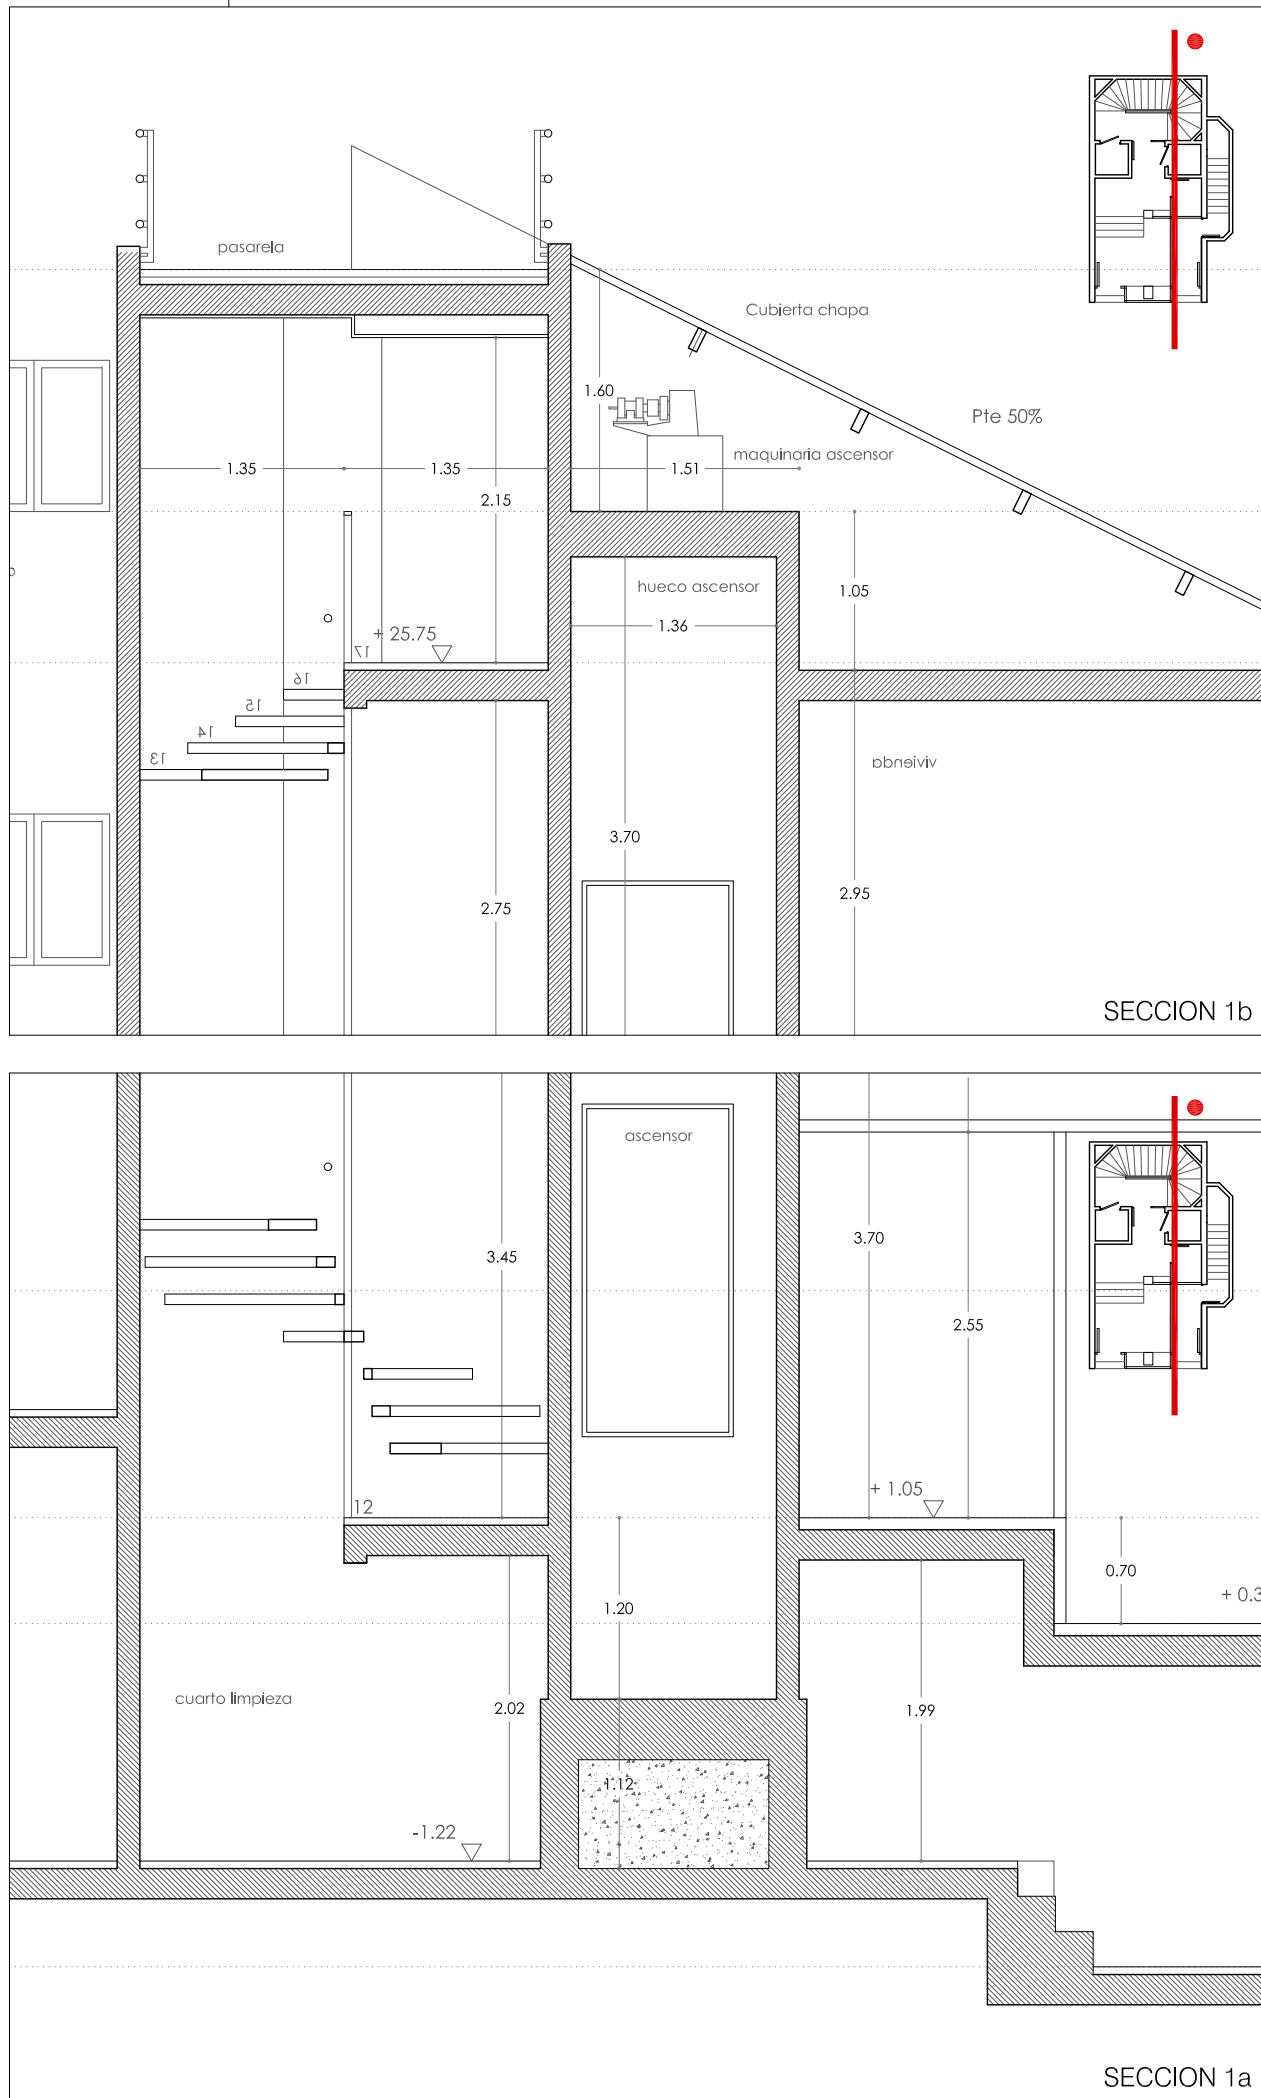 pasarela
Cubierta chapa
1.60
Pte 50%
maquinaria ascensor
1.35
1.35
1.51
2.15
hueco ascensor
1.05
1.36
+ 25.75
17
16
15
14
13
vivienda
3.70
2.75
2.95
SECCION 1b
ascensor
3.45
3.70
2.55
+ 1.05
12
0.70
+ 0.3
1.20
cuarto limpieza
2.02
1.99
1.12
-1.22
SECCION 1a